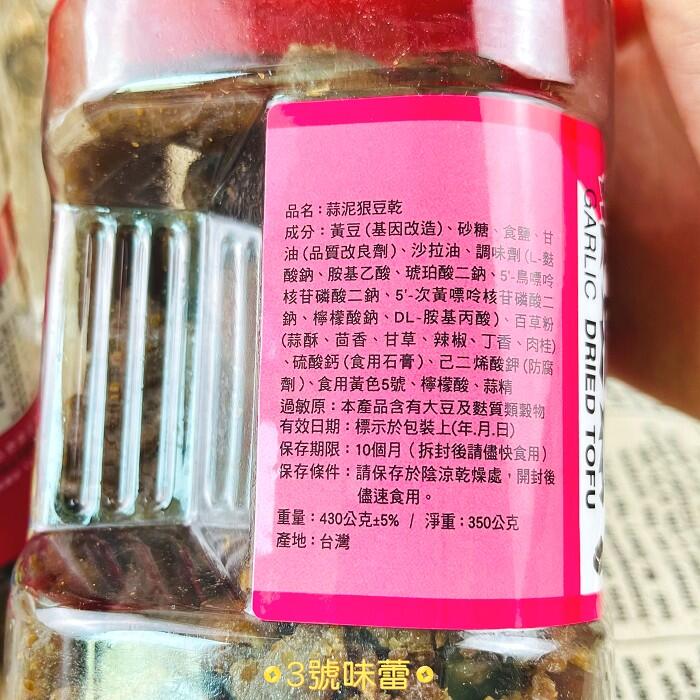 品名：蒜泥狠豆乾
成分：黃豆(基因改造)、砂糖、食鹽、甘
油(品質改良劑)、沙拉油、調味劑(L-麩
酸鈉、胺基乙酸、琥珀酸二鈉、5'-鳥嘌呤
核苷磷酸二鈉、5'-次黃嘌呤核苷磷酸二
鈉、檸檬酸鈉、DL-胺基丙酸)、百草粉
(蒜酥、茴香、甘草、辣椒、丁香、肉桂)
、硫酸鈣(食用石膏)、己二烯酸鉀(防腐
劑)、食用黃色5號、檸檬酸、蒜精
過敏原：本產品含有大豆及麩質類穀物
有效日期：標示於包裝上(年.月.日)
保存期限：10個月(拆封後請儘快食用)
保存條件：請保存於陰涼乾燥處，開封後
儘速食用。
重量：430公克±5% / 淨重：350公克
產地：台灣
GARLIC DRIED TOFU
3號味蕾